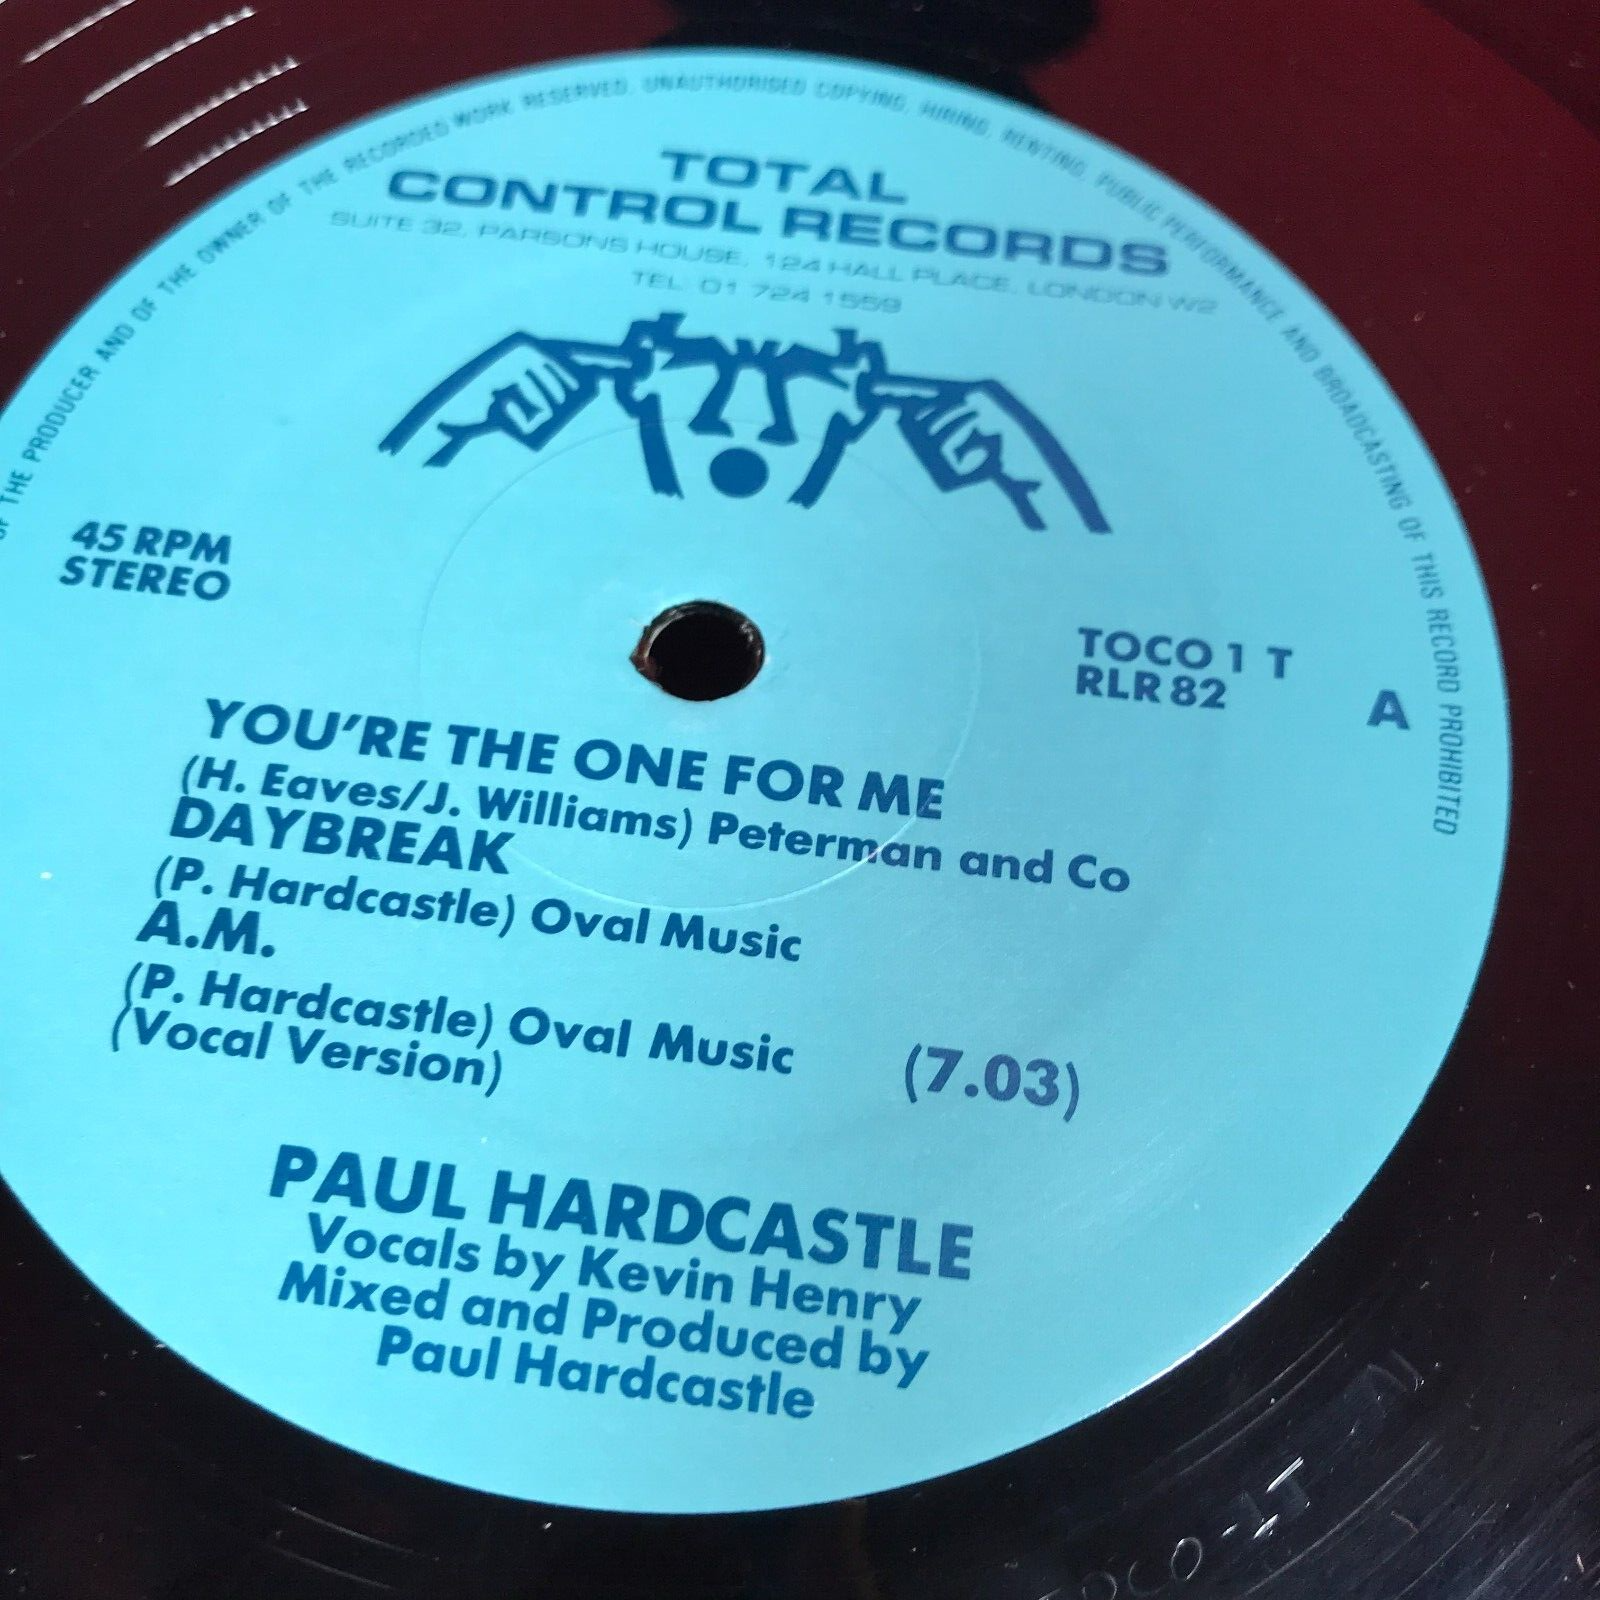 OF THE PRODUCER AND OF THE OWNER OF THE RECORDED WORK RESERVED. UNAUTHORISED COPYING, HIRING, RENTING, PUBLIC PERFORMANCE AND BROADCASTING OF THIS RECORD PROHIBITED
TOTAL
CONTROL RECORDS
SUITE 32, PARSONS HOUSE, 124 HALL PLACE, LONDON W2
TEL: 01 724 1559
45 RPM
STEREO
TOCO 1 T
RLR 82
A
YOU'RE THE ONE FOR ME
(H. Eaves/J. Williams) Peterman and Co
DAYBREAK
(P. Hardcastle) Oval Music
A.M.
(P. Hardcastle) Oval Music
(Vocal Version) (7.03)
PAUL HARDCASTLE
Vocals by Kevin Henry
Mixed and Produced by
Paul Hardcastle